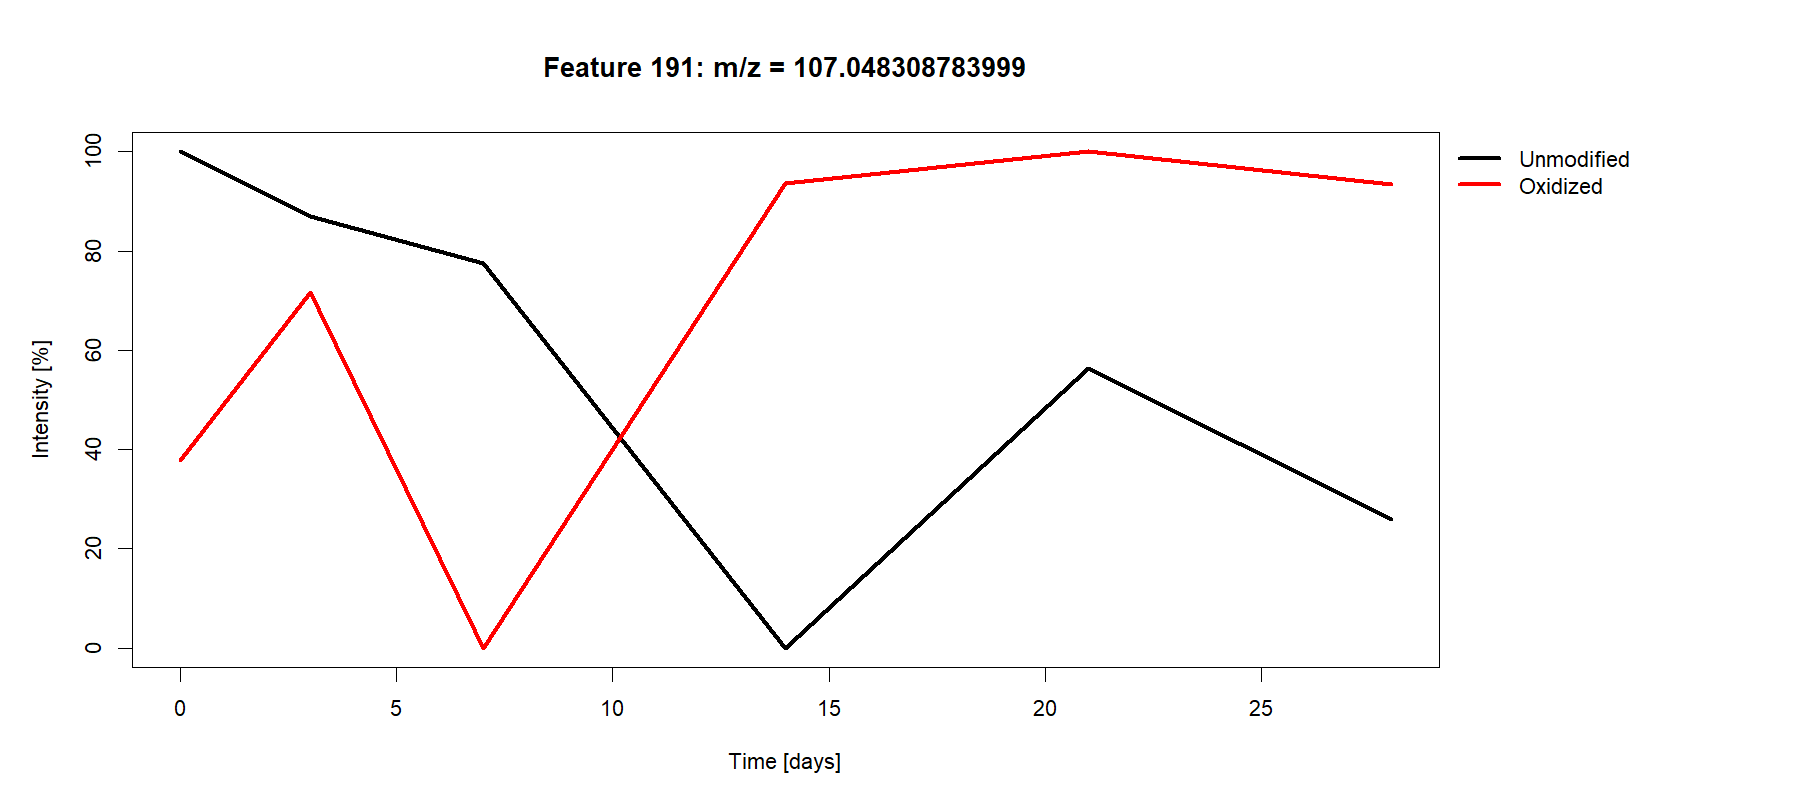 Feature 191: m/z = 107.048308783999
Unmodified
Oxidized
100
80
60
40
20
0
Intensity [%]
0 5 10 15 20 25
Time [days]